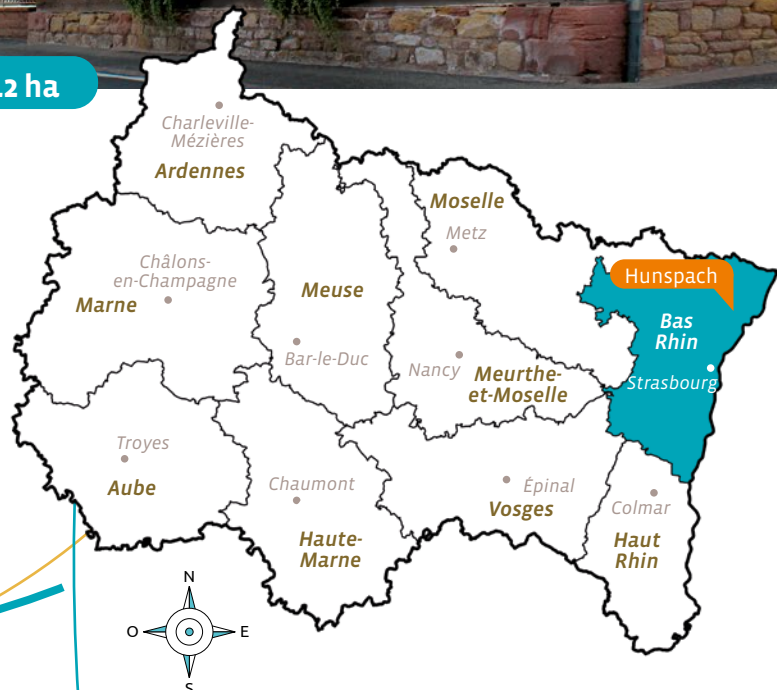 .2 ha
Charleville-
Mézières
Ardennes
Moselle
Metz
Châlons-
en-Champagne
Marne
Meuse
Hunspach
Bas
Rhin
Bar-le-Duc
Nancy
Meurthe-
et-Moselle
Strasbourg
Troyes
Aube
Chaumont
Haute-
Marne
Épinal
Vosges
Colmar
Haut
Rhin
N
O
E
S